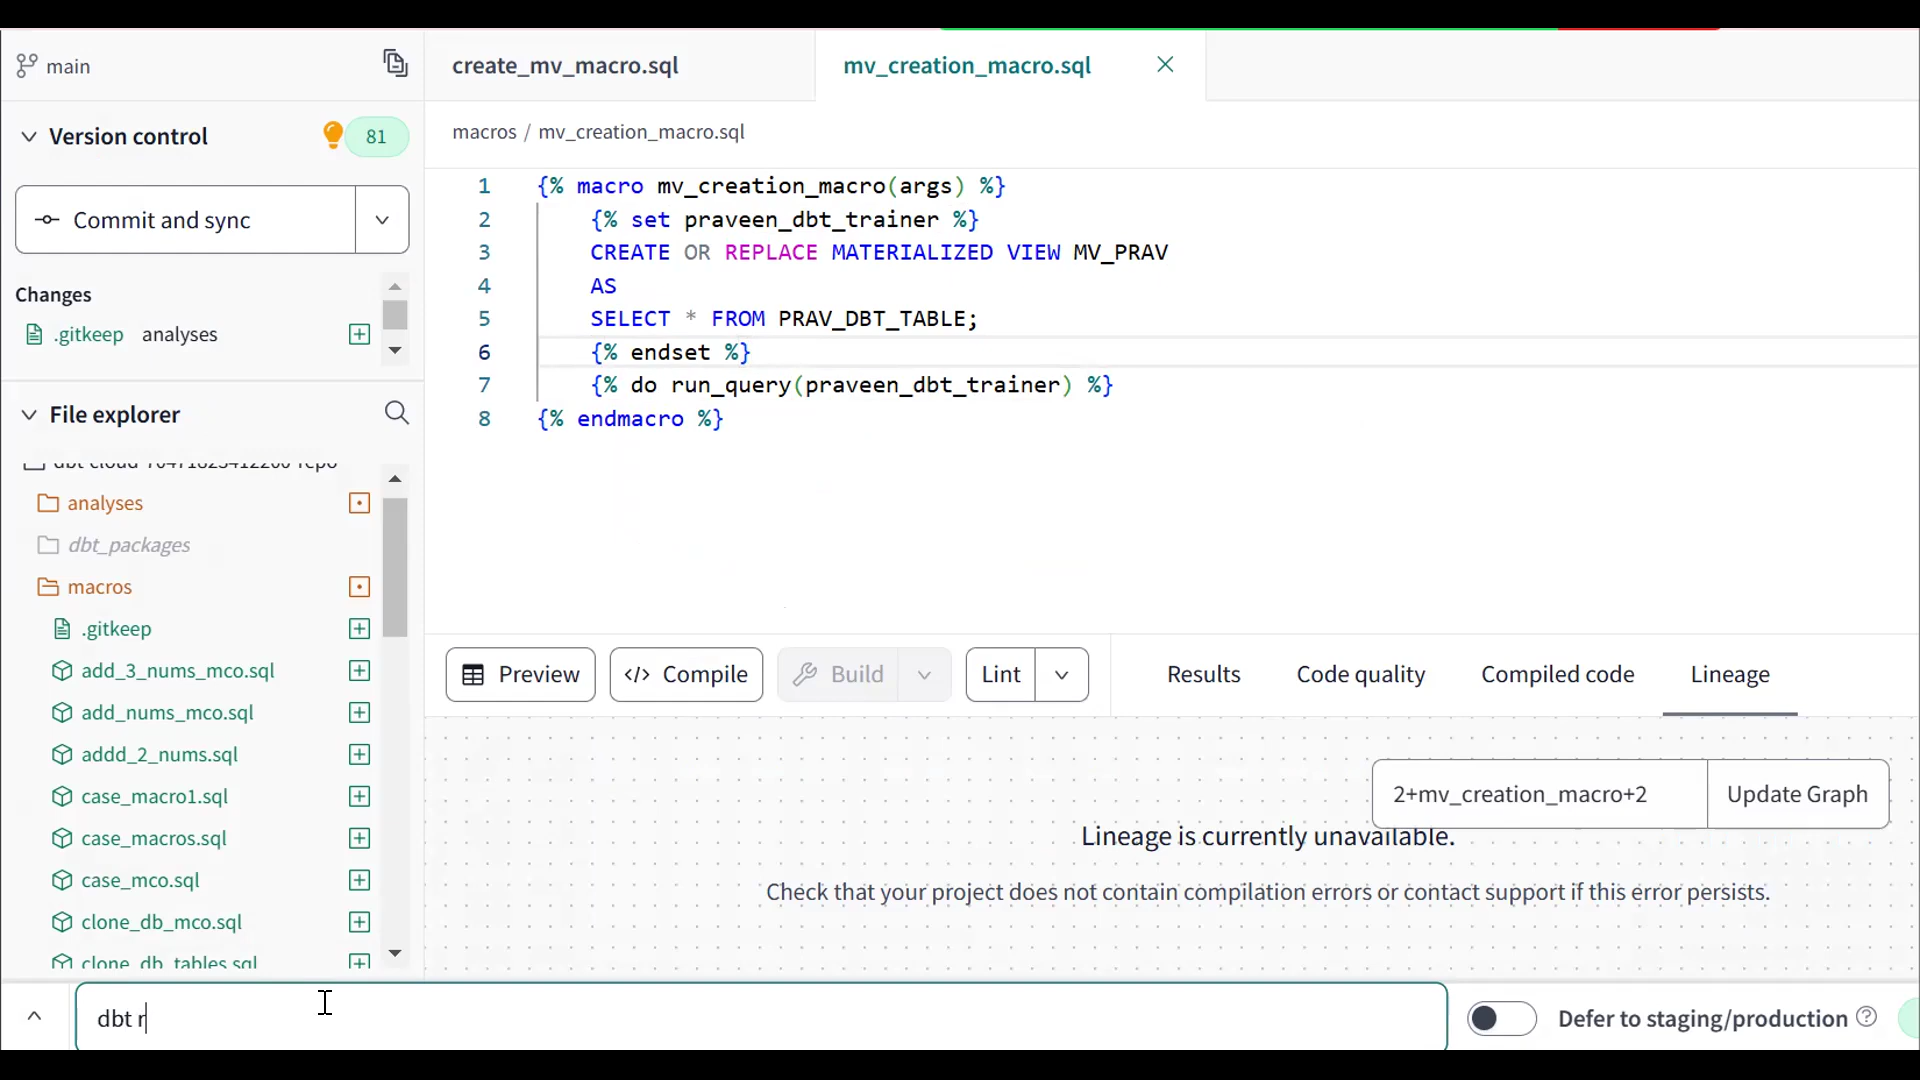 main
create_mv_macro.sql
mv_creation_macro.sql
Version control
81
macros / mv_creation_macro.sql
Commit and sync
1 {% macro mv_creation_macro(args) %}
2 {% set praveen_dbt_trainer %}
3 CREATE OR REPLACE MATERIALIZED VIEW MV_PRAV
4 AS
5 SELECT * FROM PRAV_DBT_TABLE;
6 {% endset %}
7 {% do run_query(praveen_dbt_trainer) %}
8 {% endmacro %}
Changes
.gitkeep analyses
File explorer
analyses
dbt_packages
macros
.gitkeep
add_3_nums_mco.sql
add_nums_mco.sql
addd_2_nums.sql
case_macro1.sql
case_macros.sql
case_mco.sql
clone_db_mco.sql
clone_db_tables.sql
Preview
Compile
Build
Lint
Results
Code quality
Compiled code
Lineage
2+mv_creation_macro+2
Update Graph
Lineage is currently unavailable.
Check that your project does not contain compilation errors or contact support if this error persists.
dbt r
Defer to staging/production